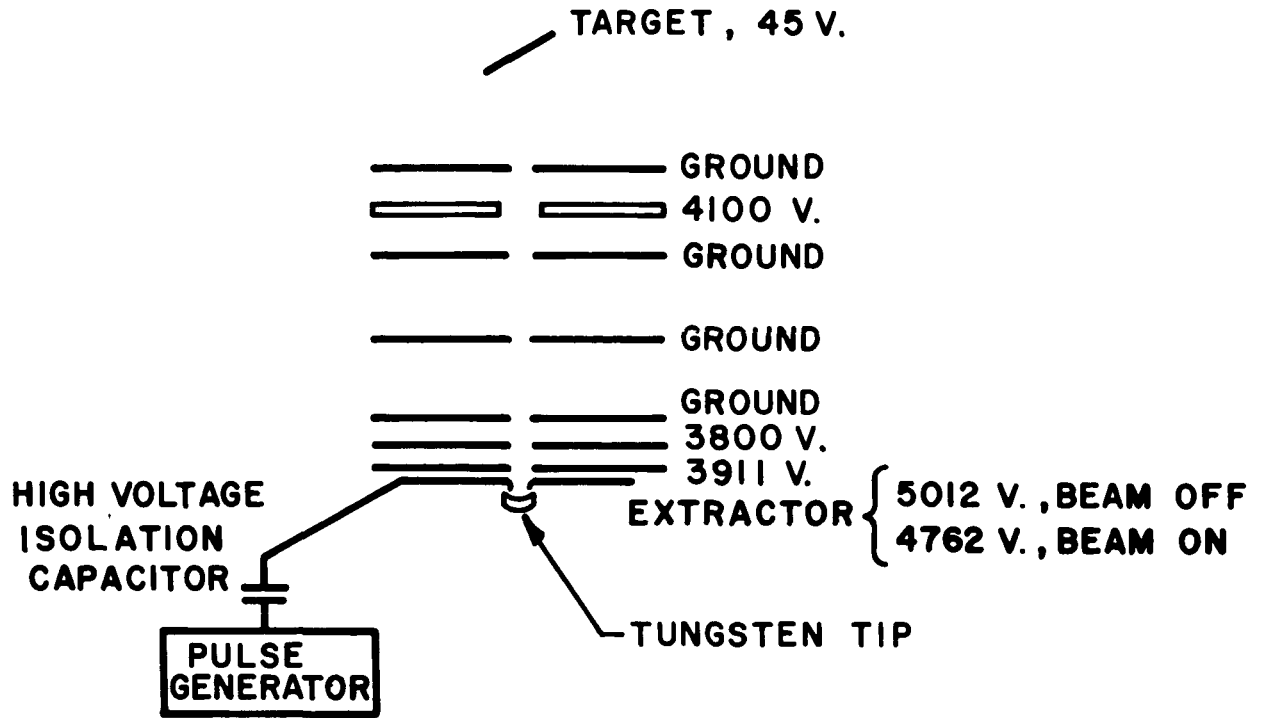 TARGET, 45 V.
GROUND
4100 V.
GROUND
GROUND
GROUND
3800 V.
3911 V.
HIGH VOLTAGE
ISOLATION
CAPACITOR
EXTRACTOR
5012 V., BEAM OFF
4762 V., BEAM ON
TUNGSTEN TIP
PULSE
GENERATOR